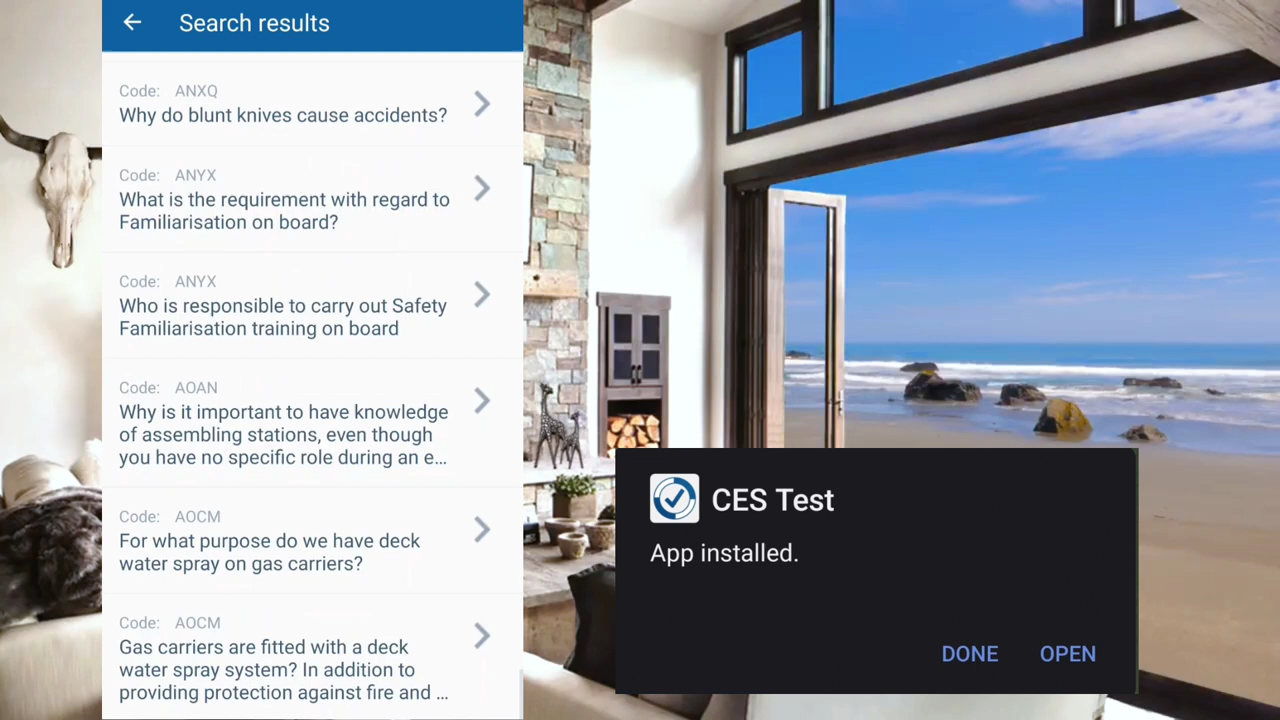 Search results
Code: ANXQ
Why do blunt knives cause accidents?
Code: ANYX
What is the requirement with regard to
Familiarisation on board?
Code: ANYX
Who is responsible to carry out Safety
Familiarisation training on board
Code: AOAN
Why is it important to have knowledge
of assembling stations, even though
you have no specific role during an e...
Code: AOCM
For what purpose do we have deck
water spray on gas carriers?
Code: AOCM
Gas carriers are fitted with a deck
water spray system? In addition to
providing protection against fire and ...
CES Test
App installed.
DONE OPEN